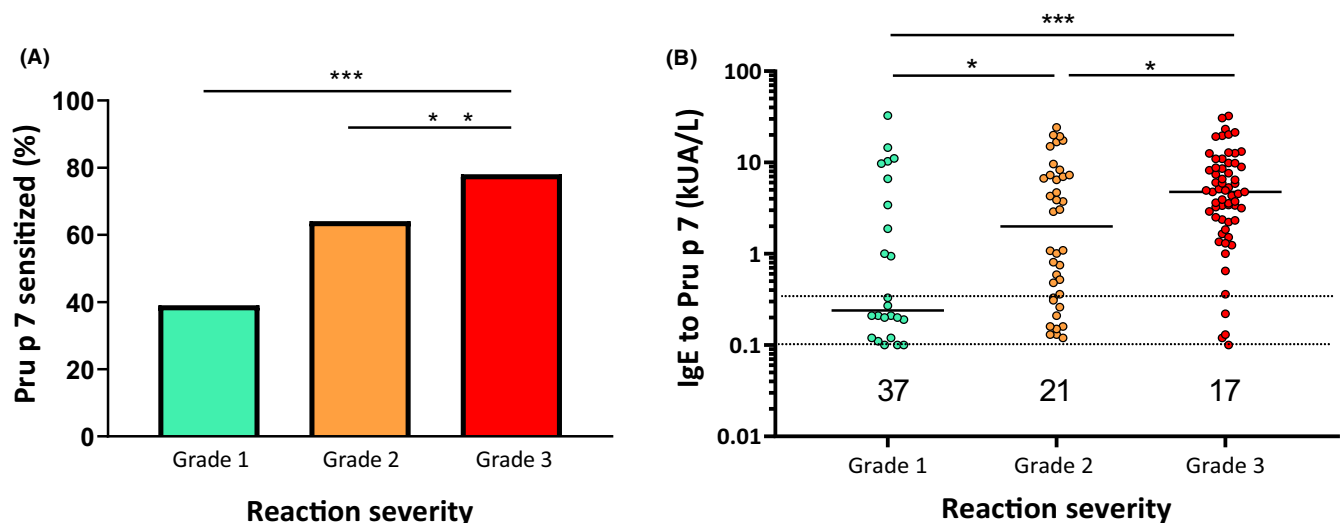 (A)
Pru p 7 sensitized (%)
100
80
60
40
20
0
***
* *
Grade 1 Grade 2 Grade 3
Reaction severity
(B)
IgE to Pru p 7 (kUA/L)
100
10
1
0.1
0.01
***
* *
37 21 17
Grade 1 Grade 2 Grade 3
Reaction severity